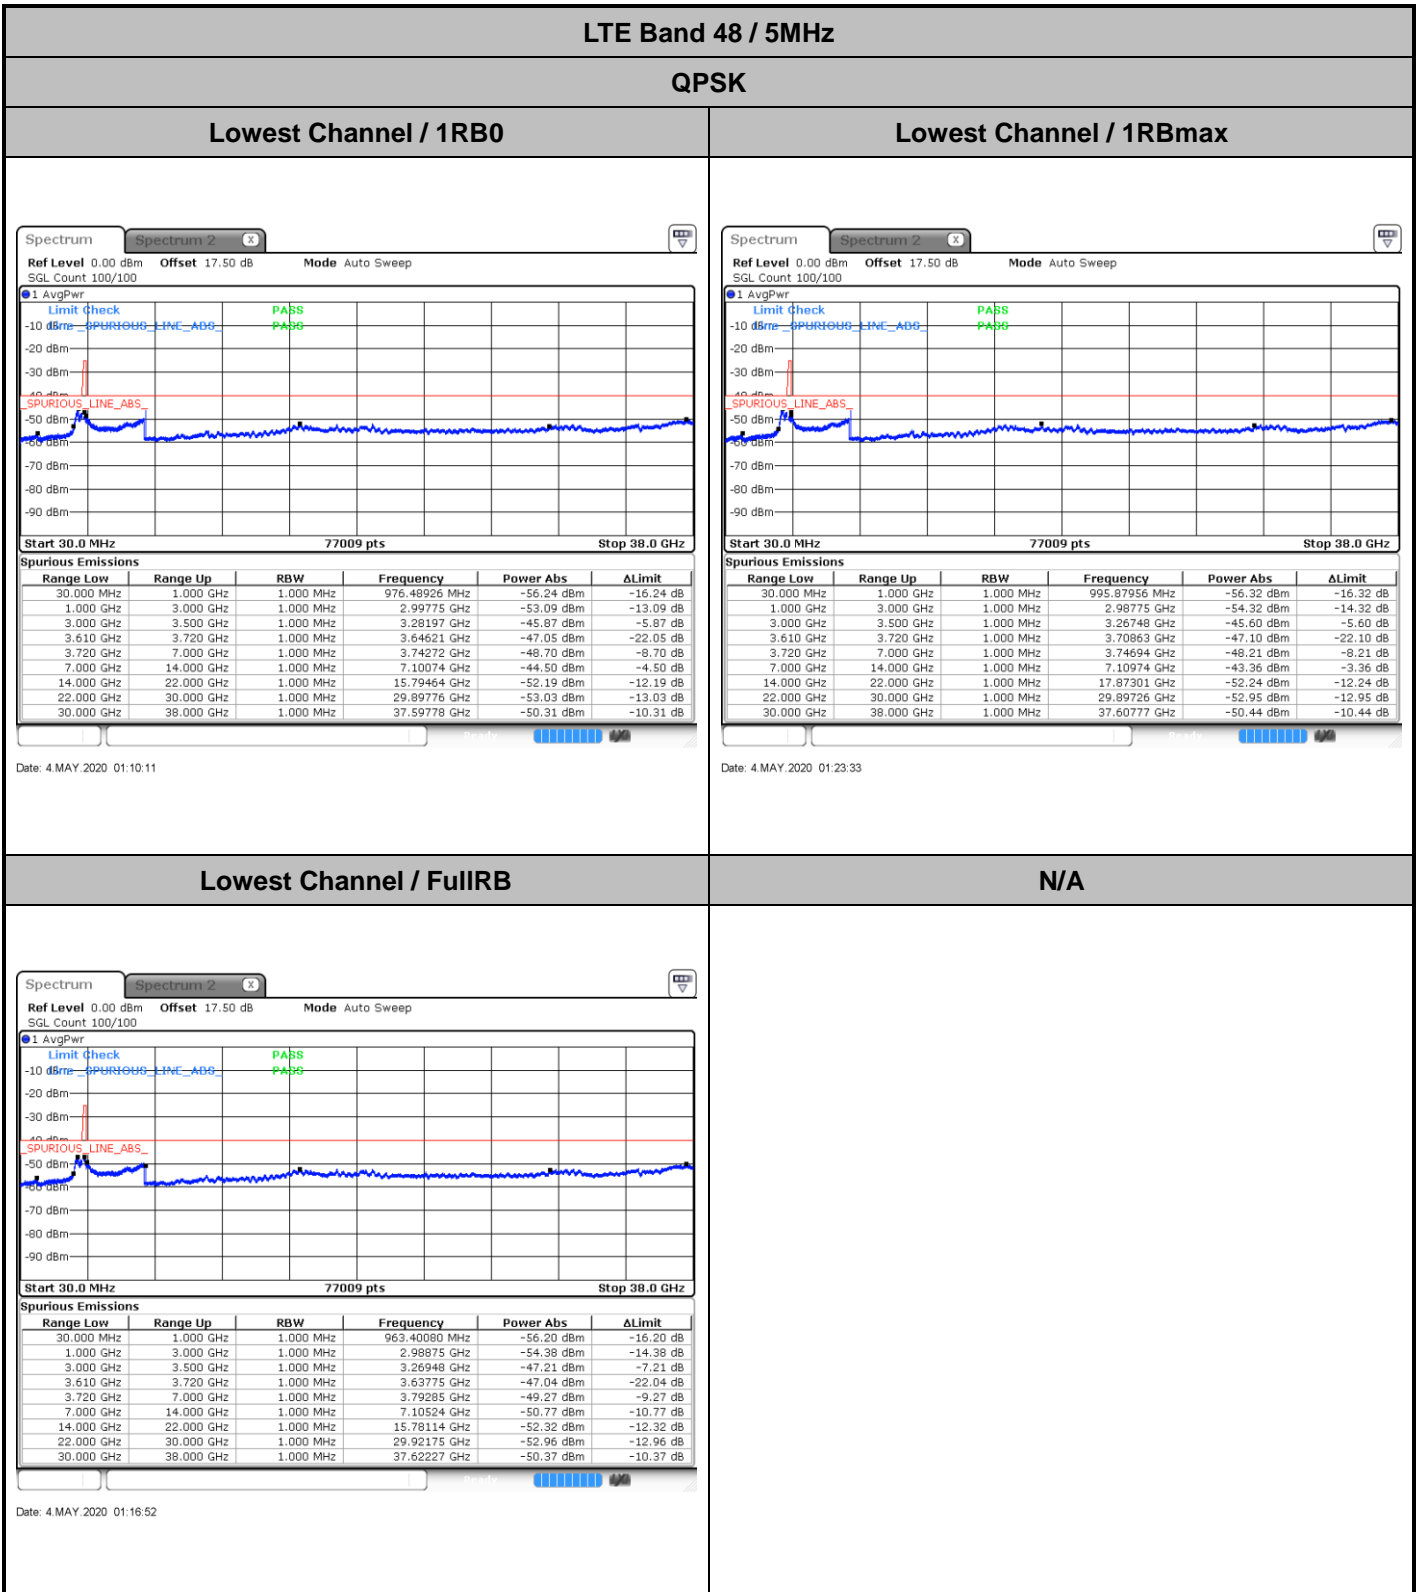 LTE Band 48 / 5MHz
QPSK
Lowest Channel / 1RB0
Lowest Channel / 1RBmax
Spectrum Spectrum 2 X
Ref Level 0.00 dBm Offset 17.50 dB Mode Auto Sweep
SGL Count 100/100
1 AvgPwr
Limit Check PASS
-10 dBm _SPURIOUS_LINE_ABS_ PASS
-20 dBm
-30 dBm
-40 dBm
_SPURIOUS_LINE_ABS_
-50 dBm
-60 dBm
-70 dBm
-80 dBm
-90 dBm
Start 30.0 MHz 77009 pts Stop 38.0 GHz
Spurious Emissions
Range Low Range Up RBW Frequency Power Abs ΔLimit
30.000 MHz 1.000 GHz 1.000 MHz 976.48926 MHz -56.24 dBm -16.24 dB
1.000 GHz 3.000 GHz 1.000 MHz 2.99775 GHz -53.09 dBm -13.09 dB
3.000 GHz 3.500 GHz 1.000 MHz 3.28197 GHz -45.87 dBm -5.87 dB
3.610 GHz 3.720 GHz 1.000 MHz 3.64621 GHz -47.05 dBm -22.05 dB
3.720 GHz 7.000 GHz 1.000 MHz 3.74272 GHz -48.70 dBm -8.70 dB
7.000 GHz 14.000 GHz 1.000 MHz 7.10074 GHz -44.50 dBm -4.50 dB
14.000 GHz 22.000 GHz 1.000 MHz 15.79464 GHz -52.19 dBm -12.19 dB
22.000 GHz 30.000 GHz 1.000 MHz 29.89776 GHz -53.03 dBm -13.03 dB
30.000 GHz 38.000 GHz 1.000 MHz 37.59778 GHz -50.31 dBm -10.31 dB
Ready
Date: 4.MAY.2020 01:10:11
Spectrum Spectrum 2 X
Ref Level 0.00 dBm Offset 17.50 dB Mode Auto Sweep
SGL Count 100/100
1 AvgPwr
Limit Check PASS
-10 dBm _SPURIOUS_LINE_ABS_ PASS
-20 dBm
-30 dBm
-40 dBm
_SPURIOUS_LINE_ABS_
-50 dBm
-60 dBm
-70 dBm
-80 dBm
-90 dBm
Start 30.0 MHz 77009 pts Stop 38.0 GHz
Spurious Emissions
Range Low Range Up RBW Frequency Power Abs ΔLimit
30.000 MHz 1.000 GHz 1.000 MHz 995.87956 MHz -56.32 dBm -16.32 dB
1.000 GHz 3.000 GHz 1.000 MHz 2.98775 GHz -54.32 dBm -14.32 dB
3.000 GHz 3.500 GHz 1.000 MHz 3.26748 GHz -45.60 dBm -5.60 dB
3.610 GHz 3.720 GHz 1.000 MHz 3.70863 GHz -47.10 dBm -22.10 dB
3.720 GHz 7.000 GHz 1.000 MHz 3.74694 GHz -48.21 dBm -8.21 dB
7.000 GHz 14.000 GHz 1.000 MHz 7.10974 GHz -43.36 dBm -3.36 dB
14.000 GHz 22.000 GHz 1.000 MHz 17.87301 GHz -52.24 dBm -12.24 dB
22.000 GHz 30.000 GHz 1.000 MHz 29.89726 GHz -52.95 dBm -12.95 dB
30.000 GHz 38.000 GHz 1.000 MHz 37.60777 GHz -50.44 dBm -10.44 dB
Ready
Date: 4.MAY.2020 01:23:33
Lowest Channel / FullRB
N/A
Spectrum Spectrum 2 X
Ref Level 0.00 dBm Offset 17.50 dB Mode Auto Sweep
SGL Count 100/100
1 AvgPwr
Limit Check PASS
-10 dBm _SPURIOUS_LINE_ABS_ PASS
-20 dBm
-30 dBm
-40 dBm
_SPURIOUS_LINE_ABS_
-50 dBm
-60 dBm
-70 dBm
-80 dBm
-90 dBm
Start 30.0 MHz 77009 pts Stop 38.0 GHz
Spurious Emissions
Range Low Range Up RBW Frequency Power Abs ΔLimit
30.000 MHz 1.000 GHz 1.000 MHz 963.40080 MHz -56.20 dBm -16.20 dB
1.000 GHz 3.000 GHz 1.000 MHz 2.98875 GHz -54.38 dBm -14.38 dB
3.000 GHz 3.500 GHz 1.000 MHz 3.26948 GHz -47.21 dBm -7.21 dB
3.610 GHz 3.720 GHz 1.000 MHz 3.63775 GHz -47.04 dBm -22.04 dB
3.720 GHz 7.000 GHz 1.000 MHz 3.79285 GHz -49.27 dBm -9.27 dB
7.000 GHz 14.000 GHz 1.000 MHz 7.10524 GHz -50.77 dBm -10.77 dB
14.000 GHz 22.000 GHz 1.000 MHz 15.78114 GHz -52.32 dBm -12.32 dB
22.000 GHz 30.000 GHz 1.000 MHz 29.92175 GHz -52.96 dBm -12.96 dB
30.000 GHz 38.000 GHz 1.000 MHz 37.62227 GHz -50.37 dBm -10.37 dB
Ready
Date: 4.MAY.2020 01:16:52